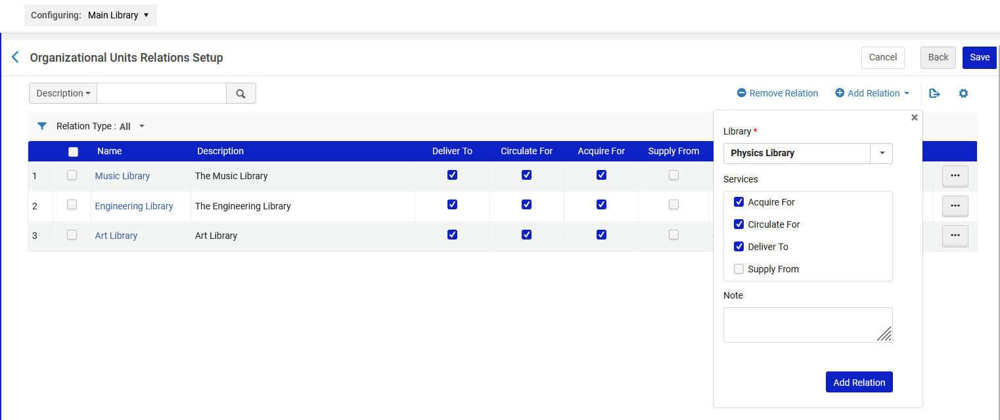 Configuring: Main Library
Organizational Units Relations Setup
Cancel
Back
Save
Description
Remove Relation
Add Relation
Relation Type : All
Name Description Deliver To Circulate For Acquire For Supply From
1 Music Library The Music Library
2 Engineering Library The Engineering Library
3 Art Library Art Library
Library *
Physics Library
Services
Acquire For
Circulate For
Deliver To
Supply From
Note
Add Relation